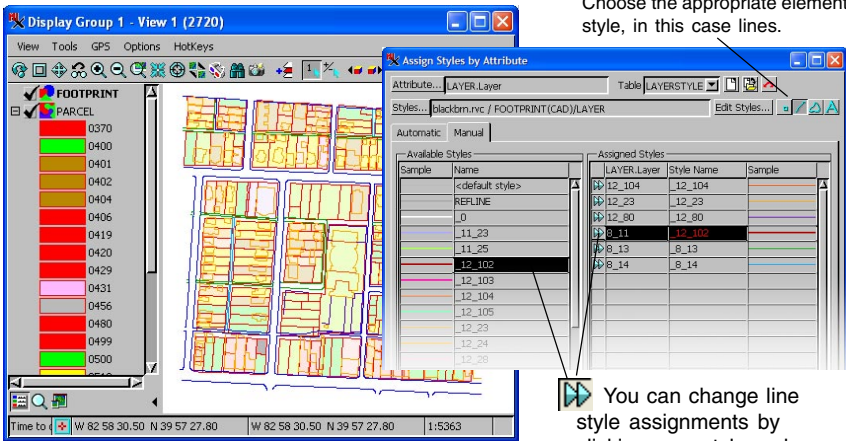 Choose the appropriate element
style, in this case lines.
Display Group 1 - View 1 (2720)
View Tools GPS Options HotKeys
FOOTPRINT
PARCEL
0370
0400
0401
0402
0404
0406
0419
0420
0429
0431
0456
0480
0499
0500
Time to W 82 58 30.50 N 39 57 27.80 W 82 58 30.50 N 39 57 27.80 1:5363
Assign Styles by Attribute
Attribute... LAYER.Layer Table LAYERSTYLE
Styles... blackbrn.rvc / FOOTPRINT(CAD)/LAYER Edit Styles...
Automatic Manual
Available Styles
Sample Name
<default style>
REFLINE
_0
_11_23
_11_25
_12_102
_12_103
_12_104
_12_105
_12_23
_12_24
_12_28
Assigned Styles
LAYER.Layer Style Name Sample
12_104 _12_104
12_23 _12_23
12_80 _12_80
8_11 _12_102
8_13 _8_13
8_14 _8_14
You can change line
style assignments by